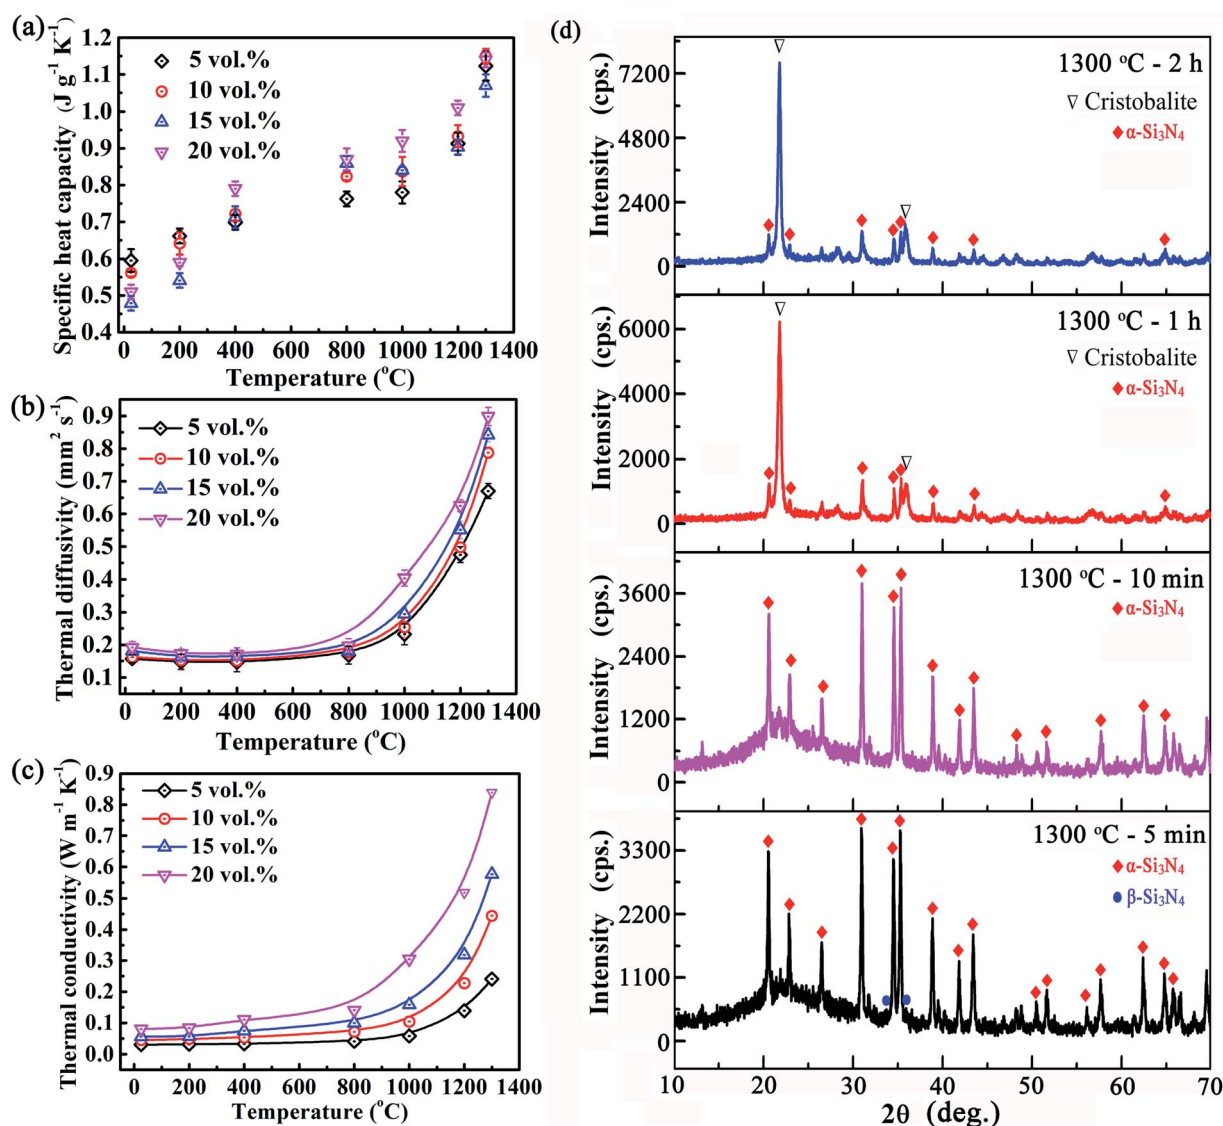 (a)
Specific heat capacity (J g⁻¹ K⁻¹)
1.2
1.1
1.0
0.9
0.8
0.7
0.6
0.5
0.4
5 vol.%
10 vol.%
15 vol.%
20 vol.%
0 200 400 600 800 1000 1200 1400
Temperature (°C)
(b)
Thermal diffusivity (mm² s⁻¹)
0.9
0.8
0.7
0.6
0.5
0.4
0.3
0.2
0.1
5 vol.%
10 vol.%
15 vol.%
20 vol.%
0 200 400 600 800 1000 1200 1400
Temperature (°C)
(c)
Thermal conductivity (W m⁻¹ K¹)
0.9
0.8
0.7
0.6
0.5
0.4
0.3
0.2
0.1
0.0
5 vol.%
10 vol.%
15 vol.%
20 vol.%
0 200 400 600 800 1000 1200 1400
Temperature (°C)
(d)
Intensity (cps.)
7200
4800
2400
0
1300 °C - 2 h
Cristobalite
α-Si₃N₄
Intensity (cps.)
6000
4000
2000
0
1300 °C - 1 h
Cristobalite
α-Si₃N₄
Intensity (cps.)
3600
2400
1200
0
1300 °C - 10 min
α-Si₃N₄
Intensity (cps.)
3300
2200
1100
0
1300 °C - 5 min
α-Si₃N₄
β-Si₃N₄
10 20 30 40 50 60 70
2θ (deg.)